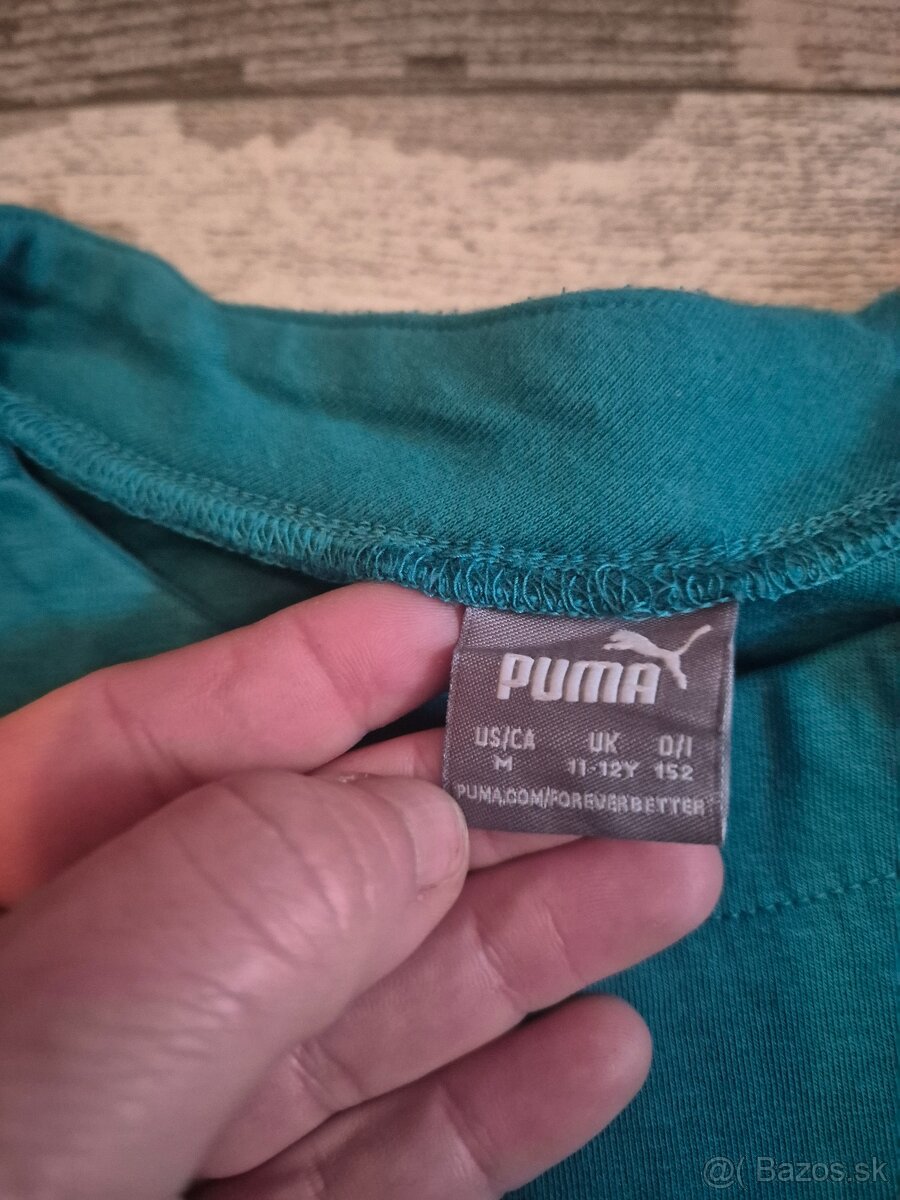 PUMA
US/CA UK D/I
M 11-12Y 152
PUMA.COM/FOREVERBETTER
@( Bazos.sk